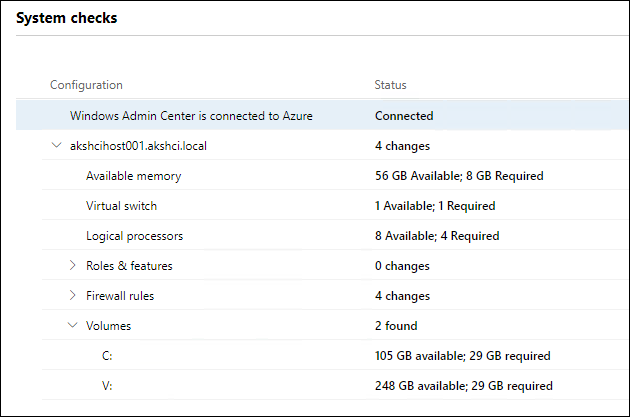 System checks
Configuration Status
Windows Admin Center is connected to Azure Connected
akshcihost001.akshci.local 4 changes
Available memory 56 GB Available; 8 GB Required
Virtual switch 1 Available; 1 Required
Logical processors 8 Available; 4 Required
Roles & features 0 changes
Firewall rules 4 changes
Volumes 2 found
C: 105 GB available; 29 GB required
V: 248 GB available; 29 GB required